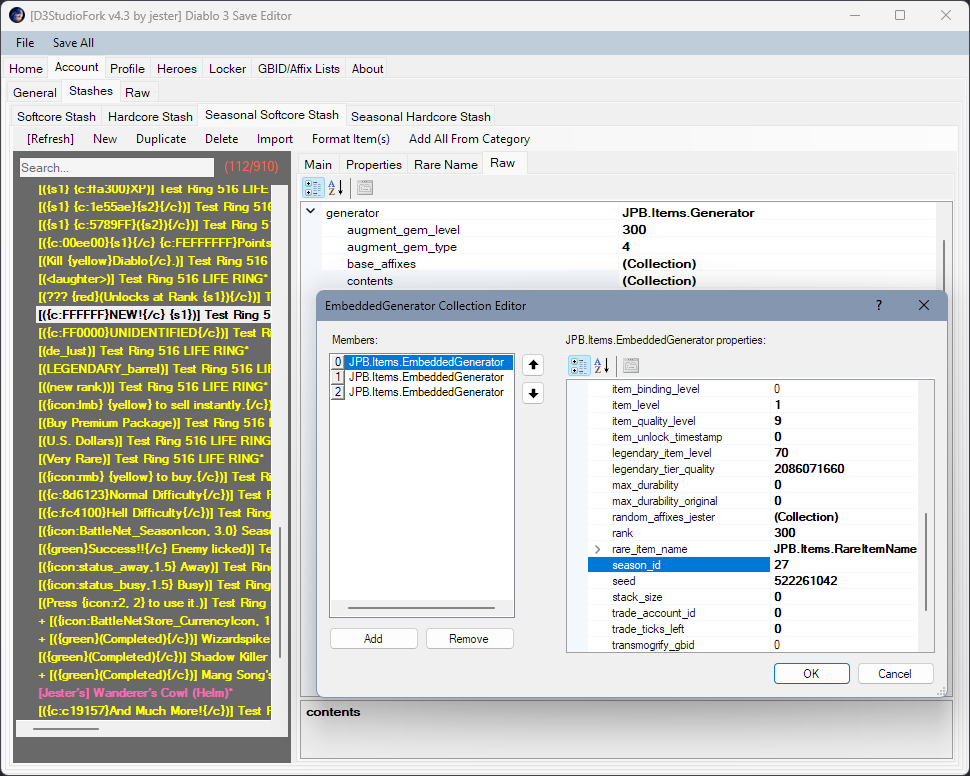 [D3StudioFork v4.3 by jester] Diablo 3 Save Editor
File Save All
Home Account Profile Heroes Locker GBID/Affix Lists About
General Stashes Raw
Softcore Stash Hardcore Stash Seasonal Softcore Stash Seasonal Hardcore Stash
[Refresh] New Duplicate Delete Import Format Item(s) Add All From Category
Search... (112/910)
[({s1} {c:ffa300}XP)] Test Ring 516 LIFE
[({s1} {c:1e55ae}{s2}{/c})] Test Ring 516
[({s1} {c:5789FF}({s2}){/c})] Test Ring 5
[({c:00ee00}{s1}{/c} {c:FEFFFFFF}Points
[(Kill {yellow}Diablo{/c}.)] Test Ring 516
[(<daughter>)] Test Ring 516 LIFE RING*
[(??? {red}(Unlocks at Rank {s1}){/c})] T
[({c:FFFFFF}NEW!{/c} {s1})] Test Ring 5
[({c:FF0000}UNIDENTIFIED{/c})] Test R
[(de_lust)] Test Ring 516 LIFE RING*
[(LEGENDARY_barrel)] Test Ring 516 LIF
[((new rank))] Test Ring 516 LIFE RING*
[({icon:lmb} {yellow} to sell instantly.{/c})
[(Buy Premium Package)] Test Ring 516
[(U.S. Dollars)] Test Ring 516 LIFE RING
[(Very Rare)] Test Ring 516 LIFE RING*
[({icon:rmb} {yellow} to buy.{/c})] Test Ri
[({c:8d6123}Normal Difficulty{/c})] Test R
[({c:fc4100}Hell Difficulty{/c})] Test Ring
[({icon:BattleNet_SeasonIcon, 3.0} Seaso
[({green}Success!!{/c} Enemy licked)] Te
[({icon:status_away,1.5} Away)] Test Ring
[({icon:status_busy,1.5} Busy)] Test Ring
[(Press {icon:r2, 2} to use it.)] Test Ring
+ [({icon:BattleNetStore_CurrencyIcon, 1
+ [({green}(Completed){/c})] Wizardspike
[({green}(Completed){/c})] Shadow Killer
+ [({green}(Completed){/c})] Mang Song's
[Jester's] Wanderer's Cowl (Helm)*
[({c:c19157}And Much More!{/c})] Test F
Main Properties Rare Name Raw
generator JPB.Items.Generator
augment_gem_level 300
augment_gem_type 4
base_affixes (Collection)
contents (Collection)
EmbeddedGenerator Collection Editor
Members:
0 JPB.Items.EmbeddedGenerator
1 JPB.Items.EmbeddedGenerator
2 JPB.Items.EmbeddedGenerator
Add Remove
JPB.Items.EmbeddedGenerator properties:
item_binding_level 0
item_level 1
item_quality_level 9
item_unlock_timestamp 0
legendary_item_level 70
legendary_tier_quality 2086071660
max_durability 0
max_durability_original 0
random_affixes_jester (Collection)
rank 300
rare_item_name JPB.Items.RareItemName
season_id 27
seed 522261042
stack_size 0
trade_account_id 0
trade_ticks_left 0
transmogrify_gbid 0
OK Cancel
contents